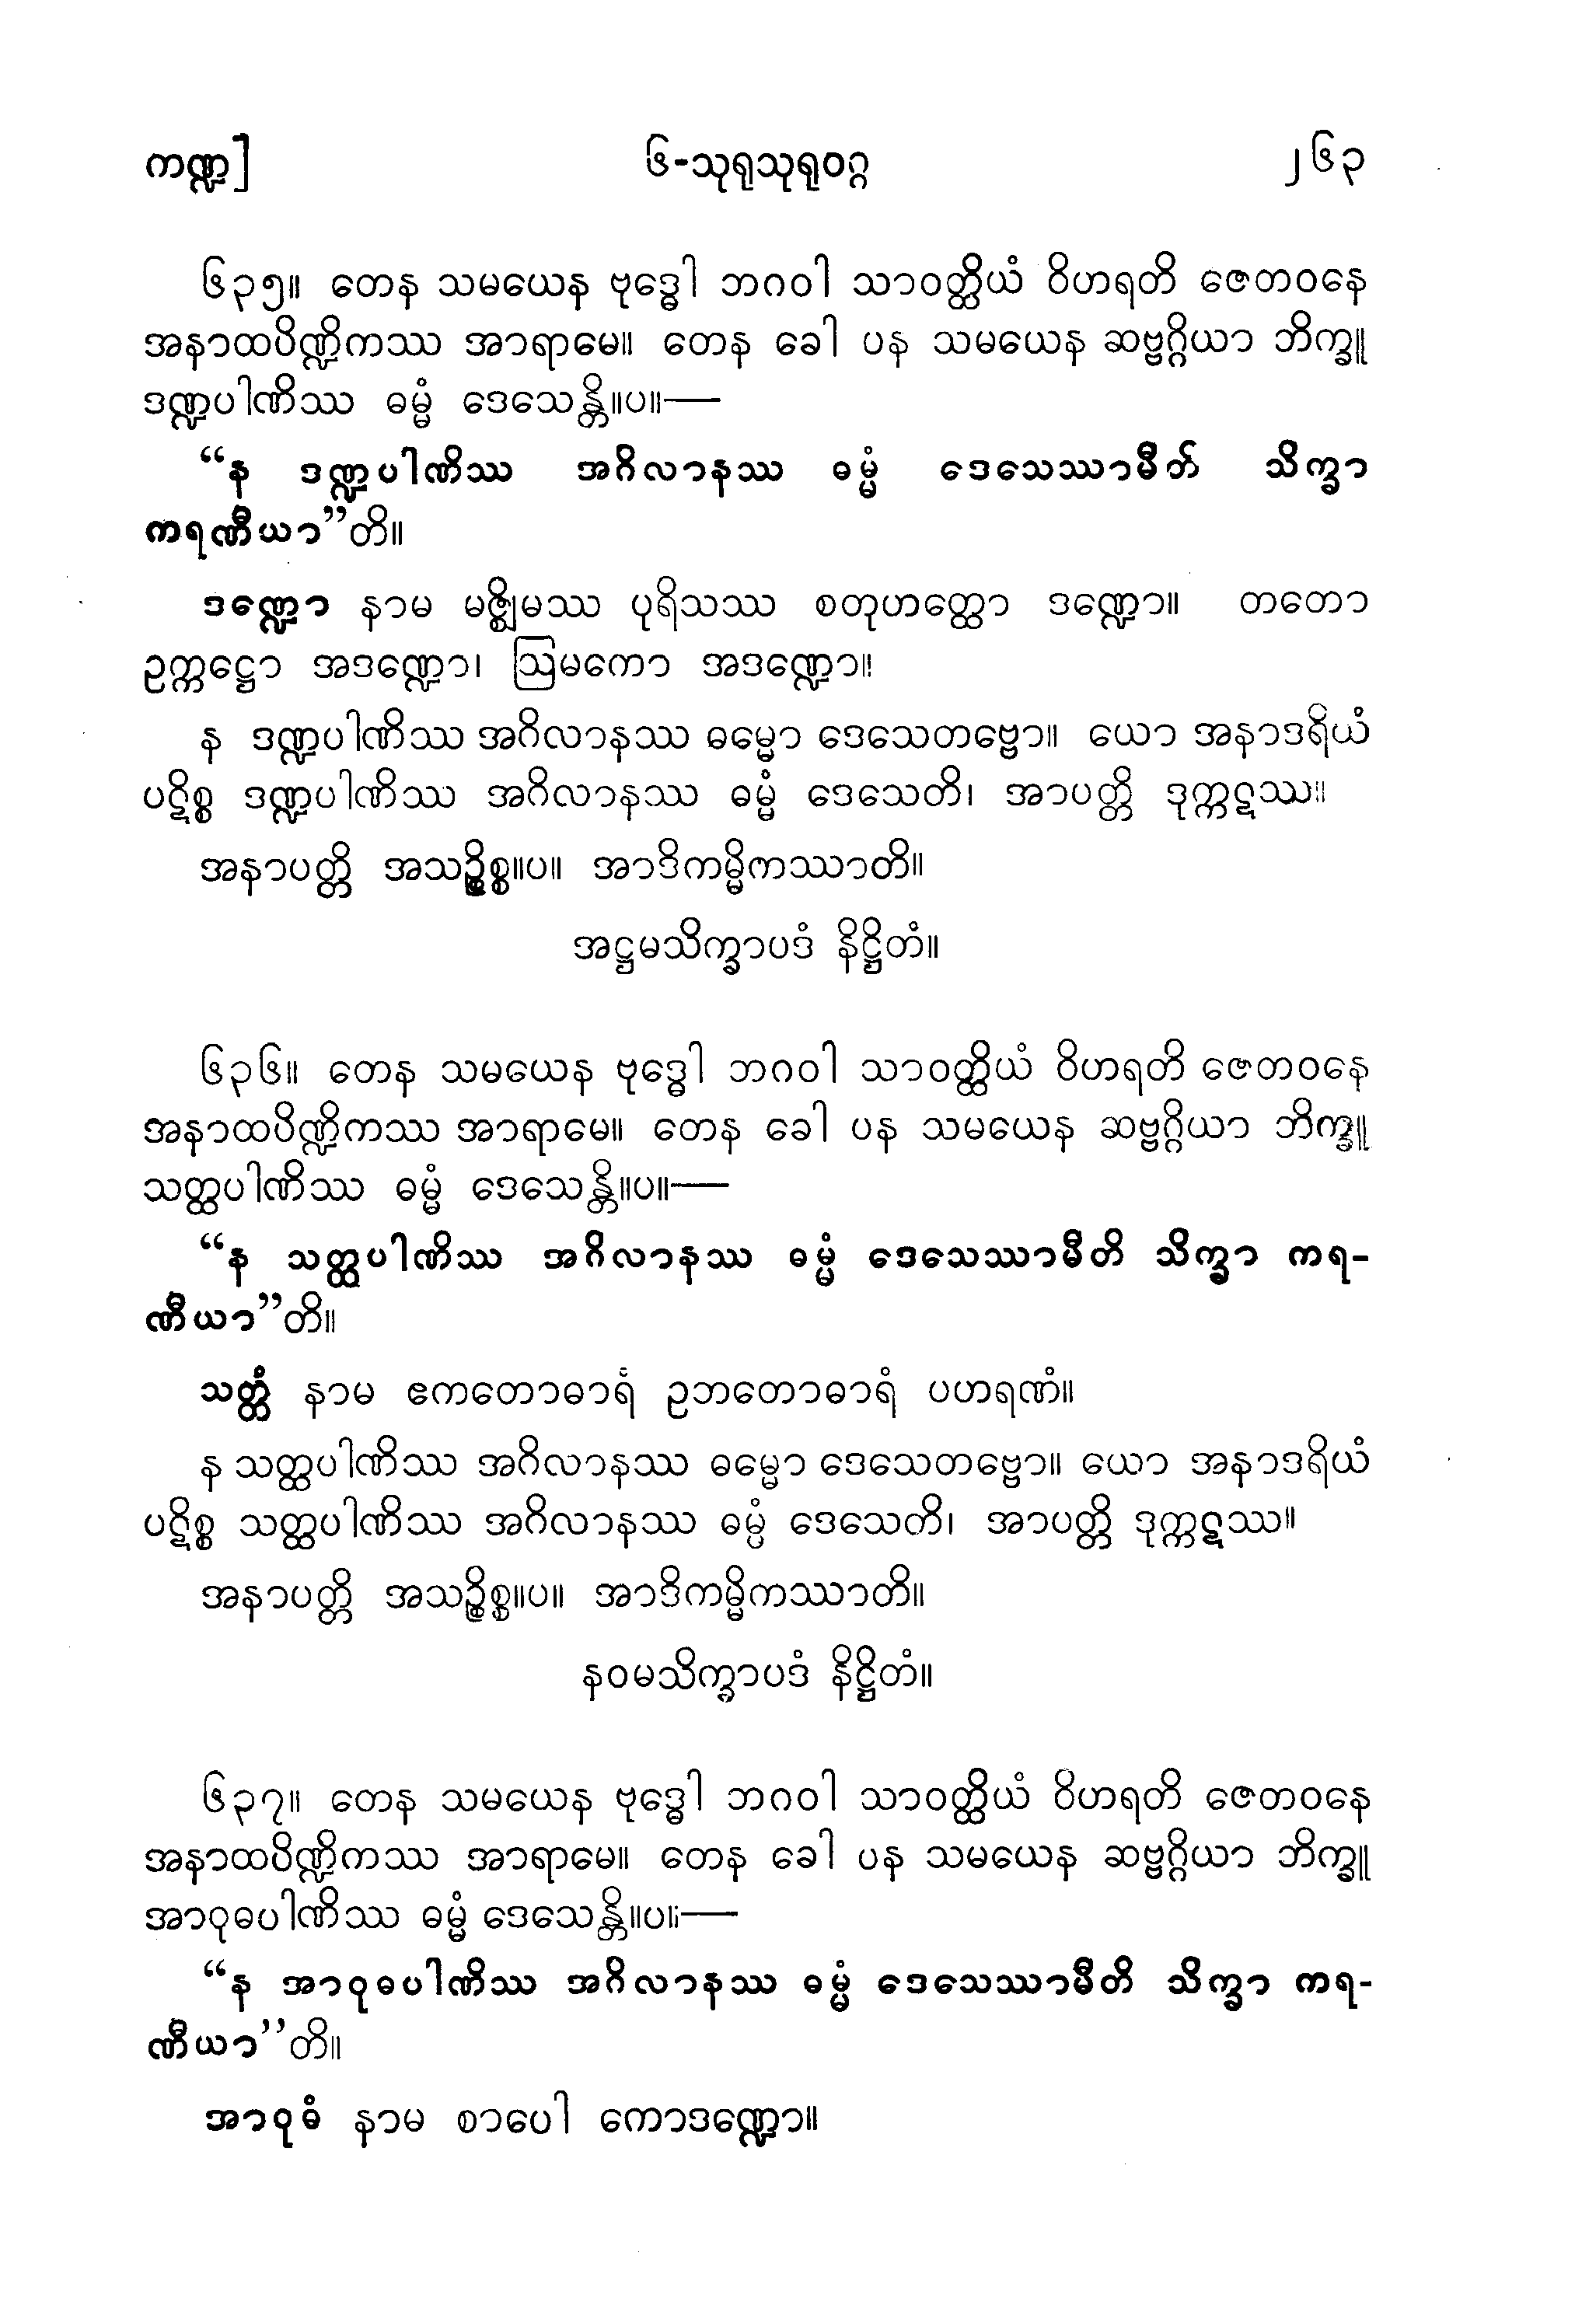 ကဏ္ဍ] ၆-သုရုသုရုဝဂ္ဂ ၂၆၃
၆၃၅။ တေန သမယေန ဗုဒ္ဓေါ ဘဂဝါ သာဝတ္ထိယံ ဝိဟရတိ ဇေတဝနေ
အနာထပိဏ္ဍိကဿ အာရာမေ။ တေန ခေါ ပန သမယေန ဆဗ္ဗဂ္ဂိယာ ဘိက္ခူ
ဒဏ္ဍပါဏိဿ ဓမ္မံ ဒေသေန္တိ။ပ။—
“န ဒဏ္ဍပါဏိဿ အဂိလာနဿ ဓမ္မံ ဒေသေဿာမီတိ သိက္ခာ
ကရဏီယာ”တိ။
ဒဏ္ဍော နာမ မဇ္ဈိမဿ ပုရိသဿ စတုဟတ္ထော ဒဏ္ဍော။ တတော
ဥက္ကဋ္ဌော အဒဏ္ဍော၊ ဩမကော အဒဏ္ဍော။
န ဒဏ္ဍပါဏိဿ အဂိလာနဿ ဓမ္မော ဒေသေတဗ္ဗော။ ယော အနာဒရိယံ
ပဋိစ္စ ဒဏ္ဍပါဏိဿ အဂိလာနဿ ဓမ္မံ ဒေသေတိ၊ အာပတ္တိ ဒုက္ကဋဿ။
အနာပတ္တိ အသဉ္စိစ္စ။ပ။ အာဒိကမ္မိကဿာတိ။
အဋ္ဌမသိက္ခာပဒံ နိဋ္ဌိတံ။
၆၃၆။ တေန သမယေန ဗုဒ္ဓေါ ဘဂဝါ သာဝတ္ထိယံ ဝိဟရတိ ဇေတဝနေ
အနာထပိဏ္ဍိကဿ အာရာမေ။ တေန ခေါ ပန သမယေန ဆဗ္ဗဂ္ဂိယာ ဘိက္ခူ
သတ္ထပါဏိဿ ဓမ္မံ ဒေသေန္တိ။ပ။—
“န သတ္ထပါဏိဿ အဂိလာနဿ ဓမ္မံ ဒေသေဿာမီတိ သိက္ခာ ကရ-
ဏီယာ”တိ။
သတ္ထံ နာမ ဧကတောဓာရံ ဥဘတောဓာရံ ပဟရဏံ။
န သတ္ထပါဏိဿ အဂိလာနဿ ဓမ္မော ဒေသေတဗ္ဗော။ ယော အနာဒရိယံ
ပဋိစ္စ သတ္ထပါဏိဿ အဂိလာနဿ ဓမ္မံ ဒေသေတိ၊ အာပတ္တိ ဒုက္ကဋဿ။
အနာပတ္တိ အသဉ္စိစ္စ။ပ။ အာဒိကမ္မိကဿာတိ။
နဝမသိက္ခာပဒံ နိဋ္ဌိတံ။
၆၃၇။ တေန သမယေန ဗုဒ္ဓေါ ဘဂဝါ သာဝတ္ထိယံ ဝိဟရတိ ဇေတဝနေ
အနာထပိဏ္ဍိကဿ အာရာမေ။ တေန ခေါ ပန သမယေန ဆဗ္ဗဂ္ဂိယာ ဘိက္ခူ
အာဝုဓပါဏိဿ ဓမ္မံ ဒေသေန္တိ။ပ။—
“န အာဝုဓပါဏိဿ အဂိလာနဿ ဓမ္မံ ဒေသေဿာမီတိ သိက္ခာ ကရ-
ဏီယာ”တိ။
အာဝုဓံ နာမ စာပေါ ကောဒဏ္ဍော။